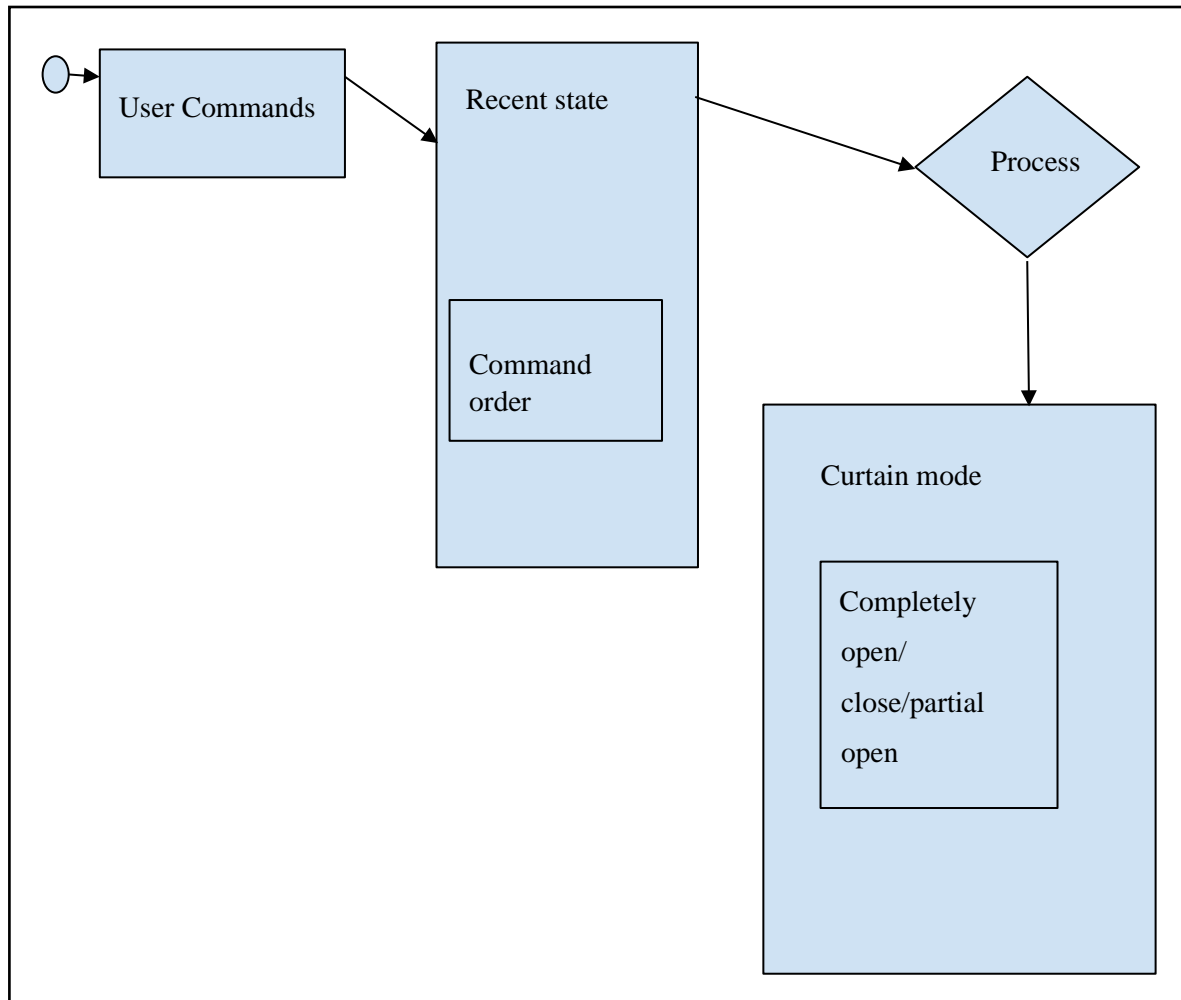 User Commands
Recent state
Process
Command
order
Curtain mode
Completely
open/
close/partial
open